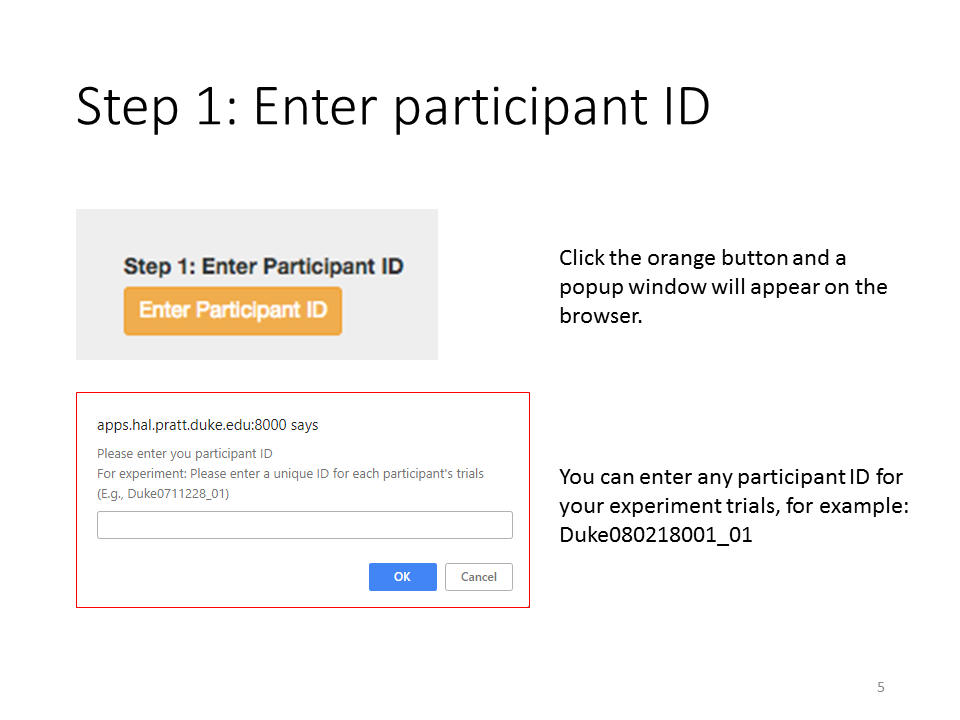 Step 1: Enter participant ID
Step 1: Enter Participant ID
Enter Participant ID
Click the orange button and a
popup window will appear on the
browser.
apps.hal.pratt.duke.edu:8000 says
Please enter you participant ID
For experiment: Please enter a unique ID for each participant's trials
(E.g., Duke0711228_01)
OK
Cancel
You can enter any participant ID for
your experiment trials, for example:
Duke080218001_01
5